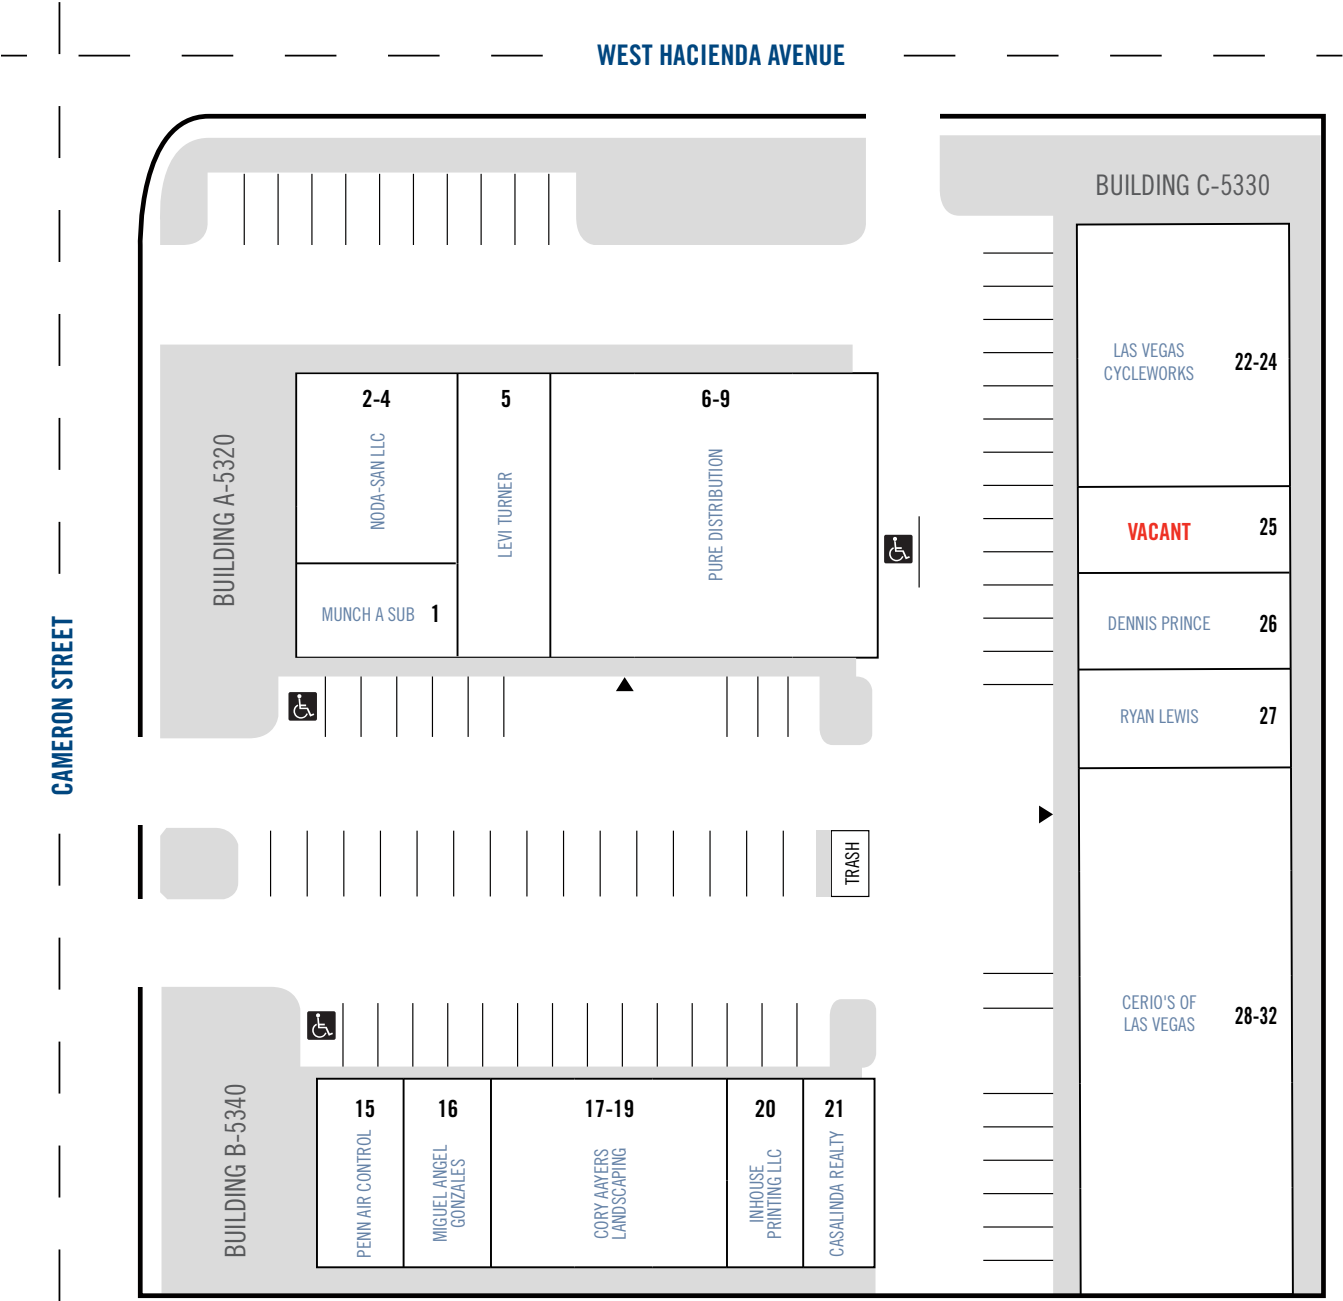 WEST HACIENDA AVENUE
CAMERON STREET
BUILDING A-5320
2-4
NODA-SAN LLC
MUNCH A SUB 1
5
LEVI TURNER
6-9
PURE DISTRIBUTION
TRASH
BUILDING B-5340
15
PENN AIR CONTROL
16
MIGUEL ANGEL
GONZALES
17-19
CORY AAYERS
LANDSCAPING
20
INHOUSE
PRINTING LLC
21
CASALINDA REALTY
BUILDING C-5330
LAS VEGAS
CYCLEWORKS
22-24
VACANT 25
DENNIS PRINCE 26
RYAN LEWIS 27
CERIO'S OF
LAS VEGAS
28-32